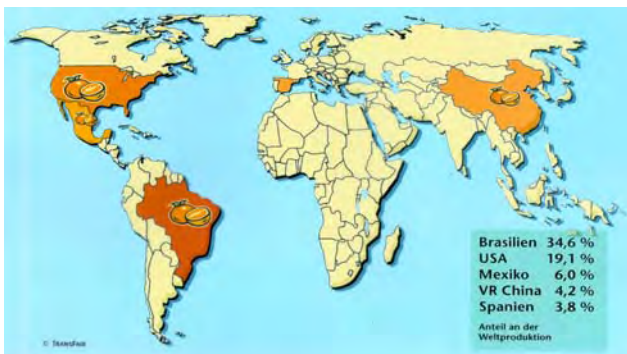 Brasilien 34,6 %
USA 19,1 %
Mexiko 6,0 %
VR China 4,2 %
Spanien 3,8 %
Anteil an der
Weltproduktion
© TRANSFAIR